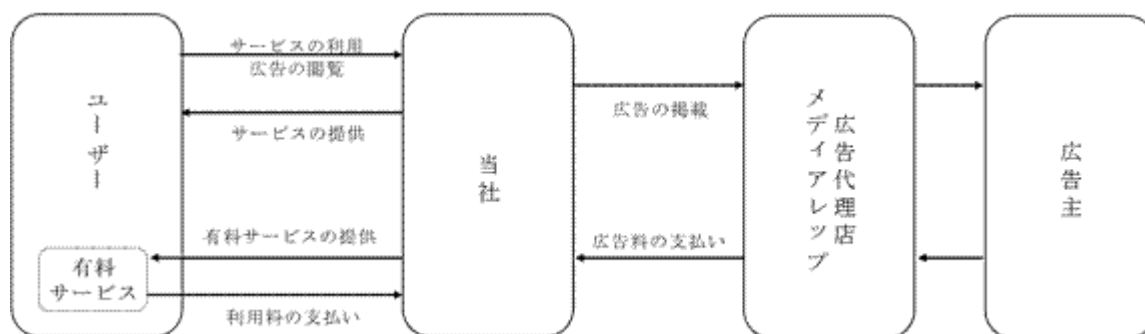 ユーザー
有料
サービス
サービスの利用
広告の閲覧
サービスの提供
有料サービスの提供
利用料の支払い
当社
広告の掲載
広告料の支払い
広告代理店
メディアレップ
広告主